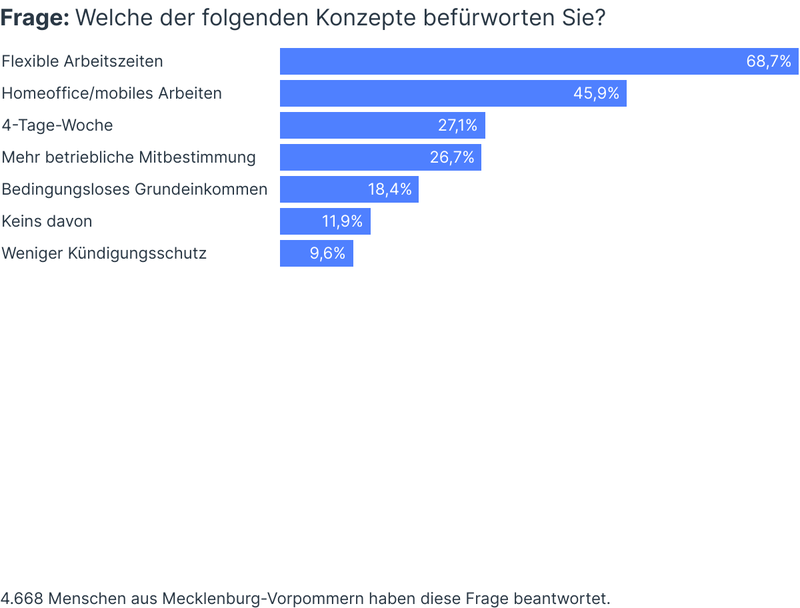 Frage: Welche der folgenden Konzepte befürworten Sie?
Flexible Arbeitszeiten 68,7%
Homeoffice/mobiles Arbeiten 45,9%
4-Tage-Woche 27,1%
Mehr betriebliche Mitbestimmung 26,7%
Bedingungsloses Grundeinkommen 18,4%
Keins davon 11,9%
Weniger Kündigungsschutz 9,6%
4.668 Menschen aus Mecklenburg-Vorpommern haben diese Frage beantwortet.